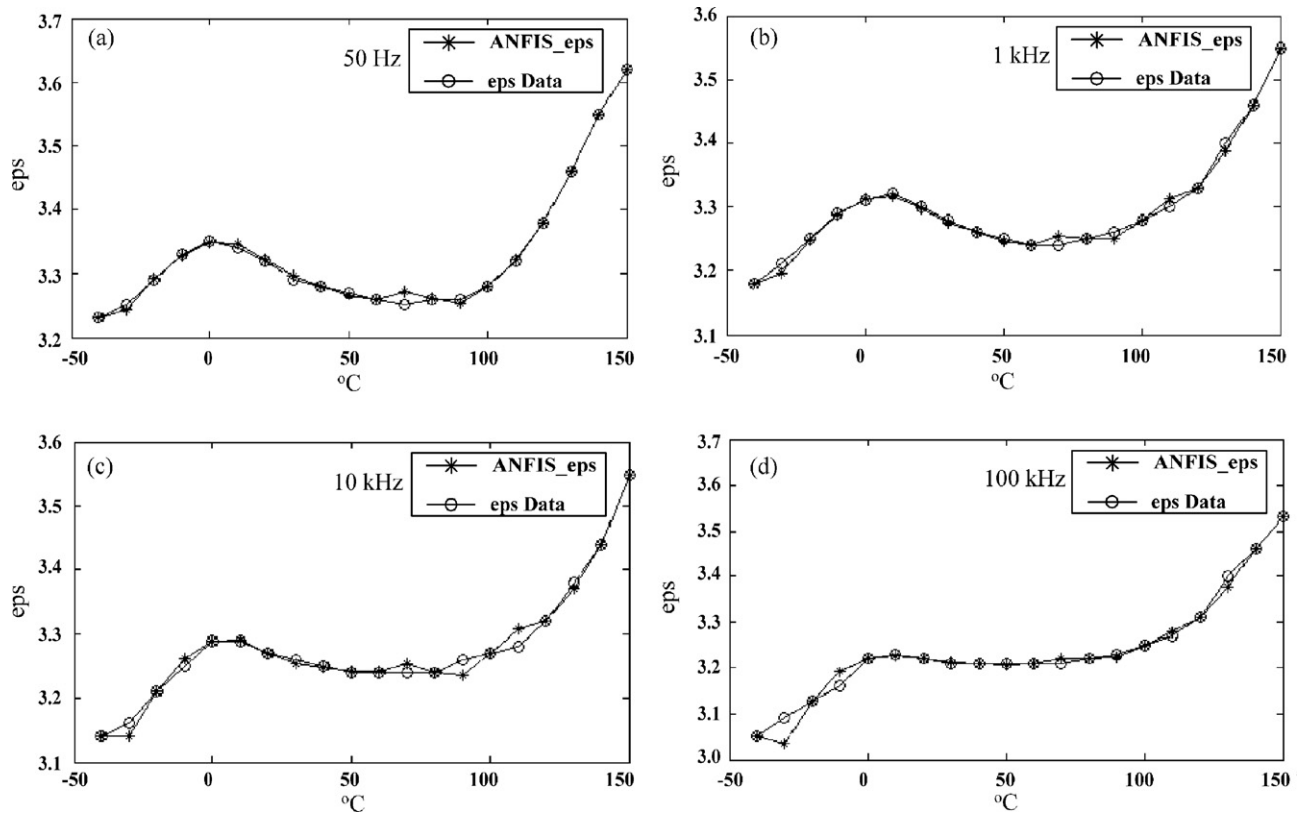 (a)
50 Hz
ANFIS_eps
eps Data
3.7
3.6
3.5
3.4
3.3
3.2
eps
-50
0
50
100
150
°C
(b)
1 kHz
ANFIS_eps
eps Data
3.6
3.5
3.4
3.3
3.2
3.1
eps
-50
0
50
100
150
°C
(c)
10 kHz
ANFIS_eps
eps Data
3.6
3.5
3.4
3.3
3.2
3.1
eps
-50
0
50
100
150
°C
(d)
100 kHz
ANFIS_eps
eps Data
3.7
3.6
3.5
3.4
3.3
3.2
3.1
3.0
eps
-50
0
50
100
150
°C